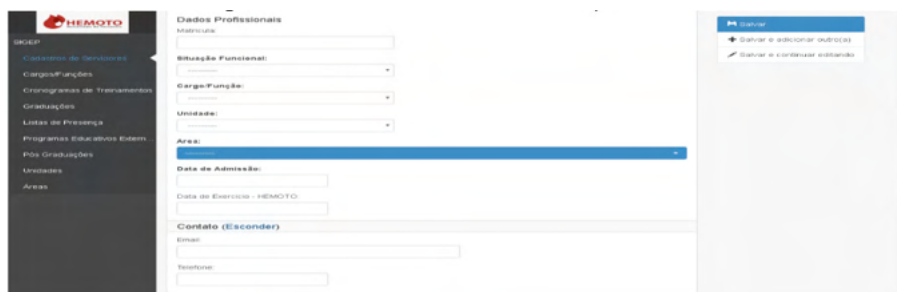 HEMOTO
SIGEP
Cadastros de Servidores
Cargos/Funções
Cronogramas de Treinamentos
Graduações
Listas de Presença
Programas Educativos Extern...
Pós Graduações
Unidades
Áreas
Dados Profissionais
Matricula:
Situação Funcional:
---------
Cargo/Função:
---------
Unidade:
---------
Area:
---------
Data de Admissão:
Data de Exercício - HEMOTO:
Contato (Esconder)
Email:
Telefone:
Salvar
Salvar e adicionar outro(a)
Salvar e continuar editando